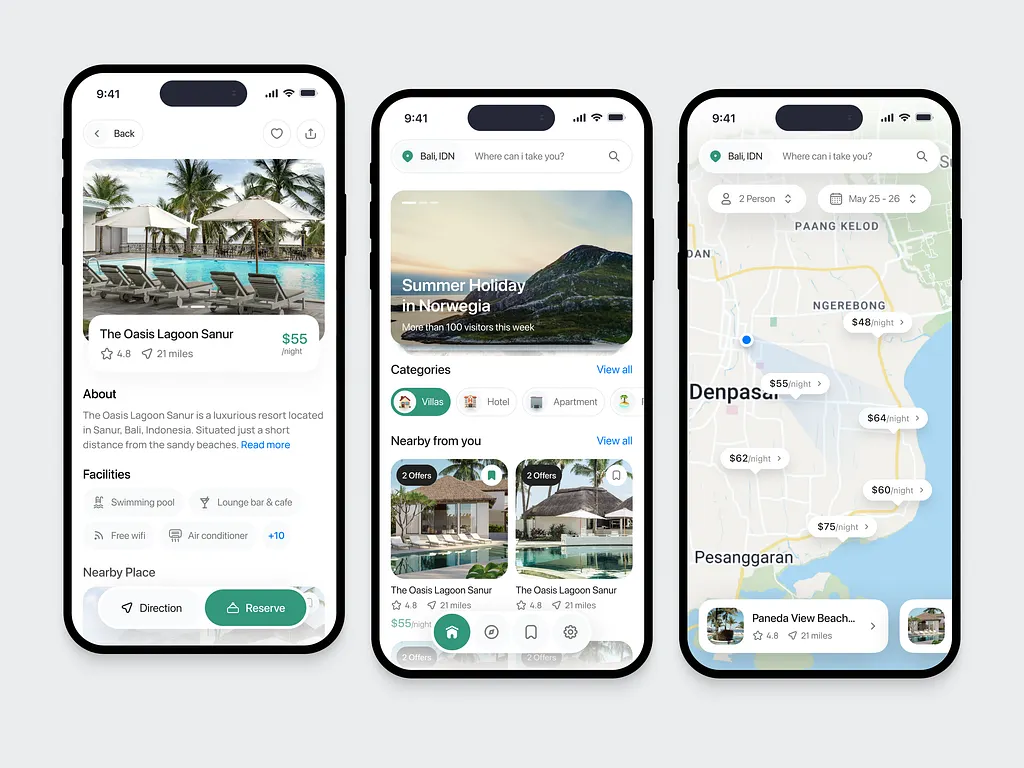 9:41
Back
The Oasis Lagoon Sanur
4.8
21 miles
$55
/night
About
The Oasis Lagoon Sanur is a luxurious resort located
in Sanur, Bali, Indonesia. Situated just a short
distance from the sandy beaches. Read more
Facilities
Swimming pool
Lounge bar & cafe
Free wifi
Air conditioner
+10
Nearby Place
Direction
Reserve
9:41
Bali, IDN
Where can i take you?
Summer Holiday
in Norwegia
More than 100 visitors this week
Categories
View all
Villas
Hotel
Apartment
Nearby from you
View all
2 Offers
2 Offers
The Oasis Lagoon Sanur
The Oasis Lagoon Sanur
4.8
21 miles
4.8
21 miles
$55/night
2 Offers
2 Offers
9:41
Bali, IDN
Where can i take you?
2 Person
May 25 - 26
PAANG KELOD
DAN
NGEREBONG
$48/night
$55/night
Denpasar
$64/night
$62/night
$60/night
$75/night
Pesanggaran
Paneda View Beach...
4.8
21 miles